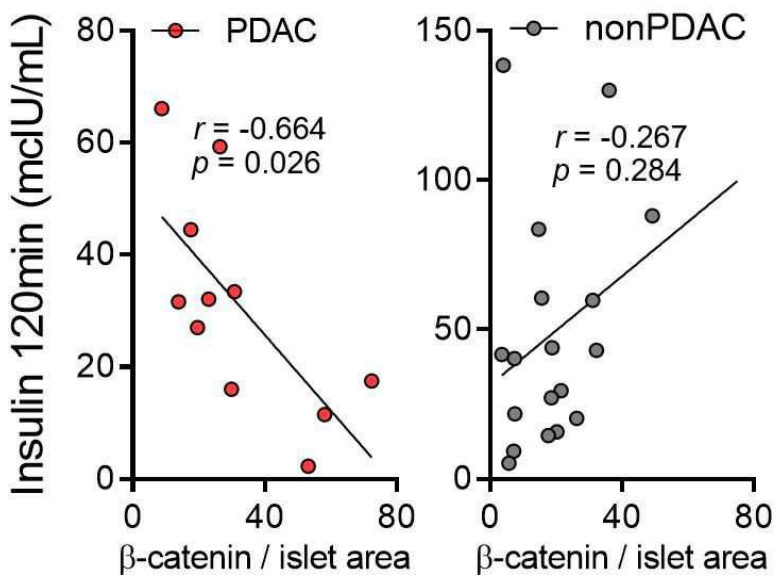 Insulin 120min (mcIU/mL)
80
60
40
20
0
PDAC
r = -0.664
p = 0.026
0
40
80
β-catenin / islet area
150
100
50
0
nonPDAC
r = -0.267
p = 0.284
0
40
80
β-catenin / islet area